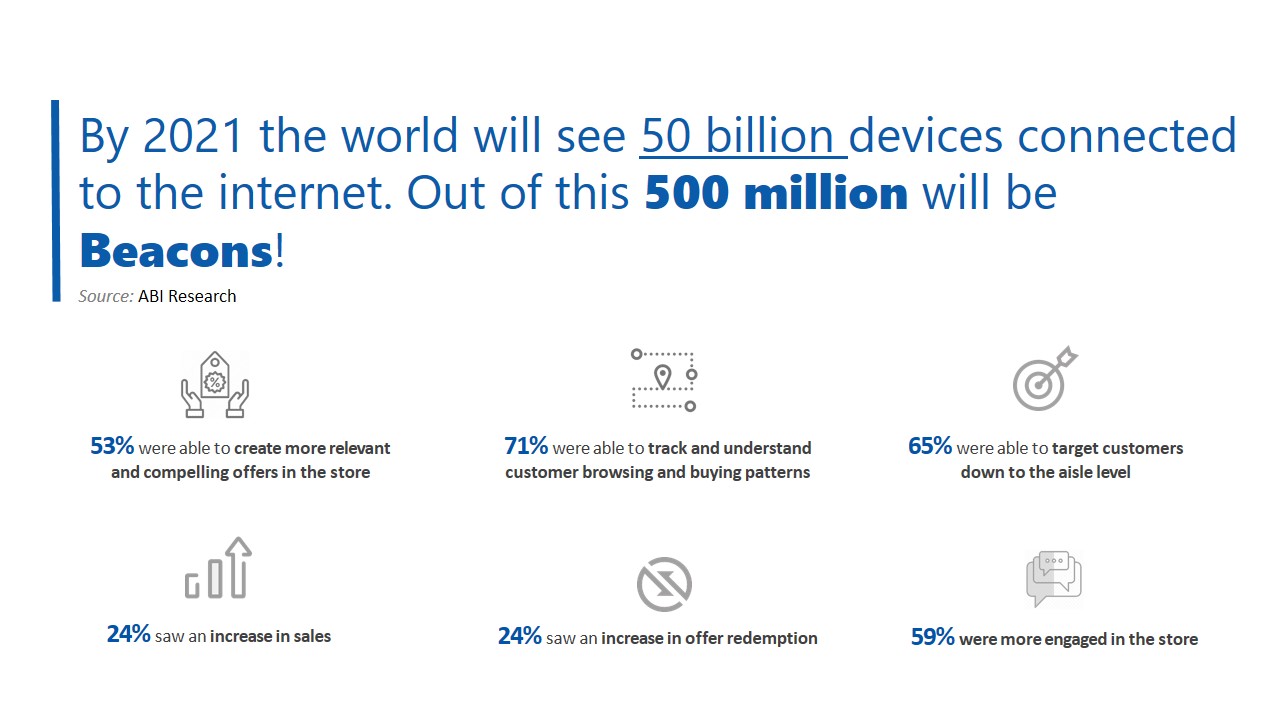 By 2021 the world will see 50 billion devices connected
to the internet. Out of this 500 million will be
Beacons!
Source: ABI Research
53% were able to create more relevant
and compelling offers in the store
71% were able to track and understand
customer browsing and buying patterns
65% were able to target customers
down to the aisle level
24% saw an increase in sales
24% saw an increase in offer redemption
59% were more engaged in the store